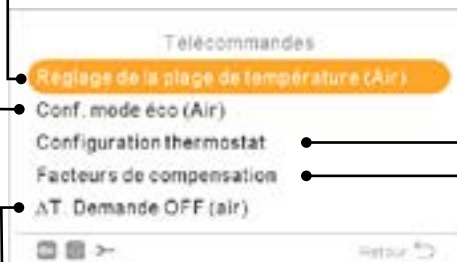 Télécommandes
Réglage de la plage de température (Air)
Conf. mode éco (Air)
Configuration thermostat
Facteurs de compensation
ΔT Demande OFF (air)
Retour